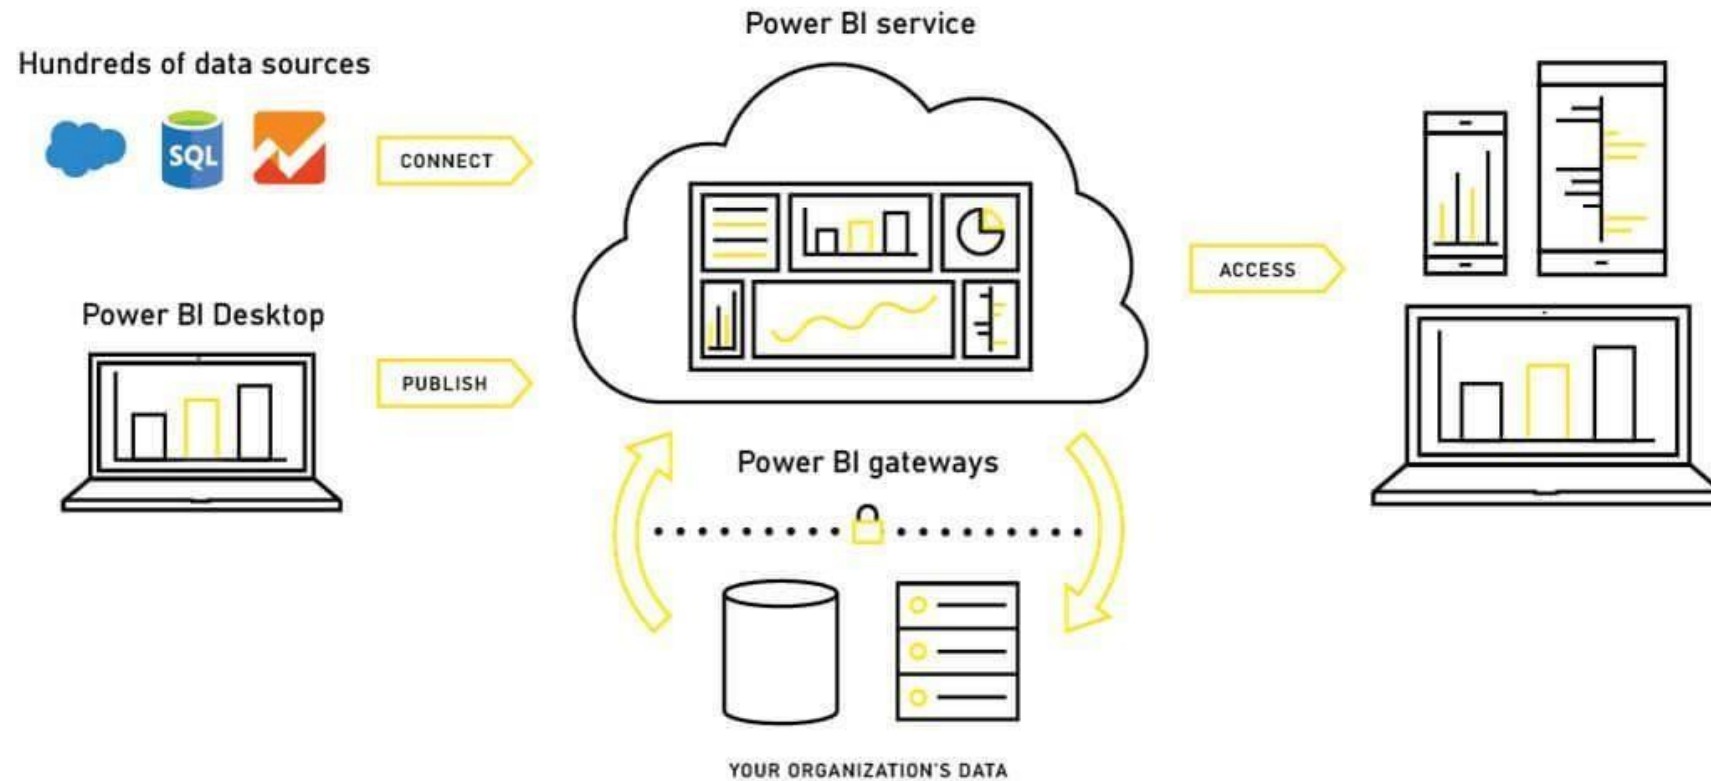 Power BI service
Hundreds of data sources
SQL
CONNECT
ACCESS
Power BI Desktop
PUBLISH
Power BI gateways
YOUR ORGANIZATION'S DATA